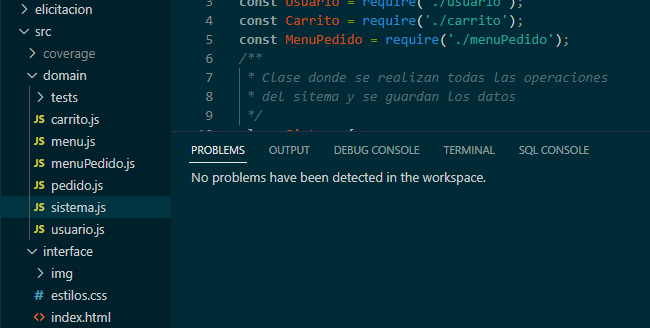 elicitacion
src
coverage
domain
tests
JS carrito.js
JS menu.js
JS menuPedido.js
JS pedido.js
JS sistema.js
JS usuario.js
interface
img
# estilos.css
<> index.html
3 const Usuario = require('./usuario');
4 const Carrito = require('./carrito');
5 const MenuPedido = require('./menuPedido');
6 /**
7 * Clase donde se realizan todas las operaciones
8 * del sitema y se guardan los datos
9 */
PROBLEMS OUTPUT DEBUG CONSOLE TERMINAL SQL CONSOLE
No problems have been detected in the workspace.